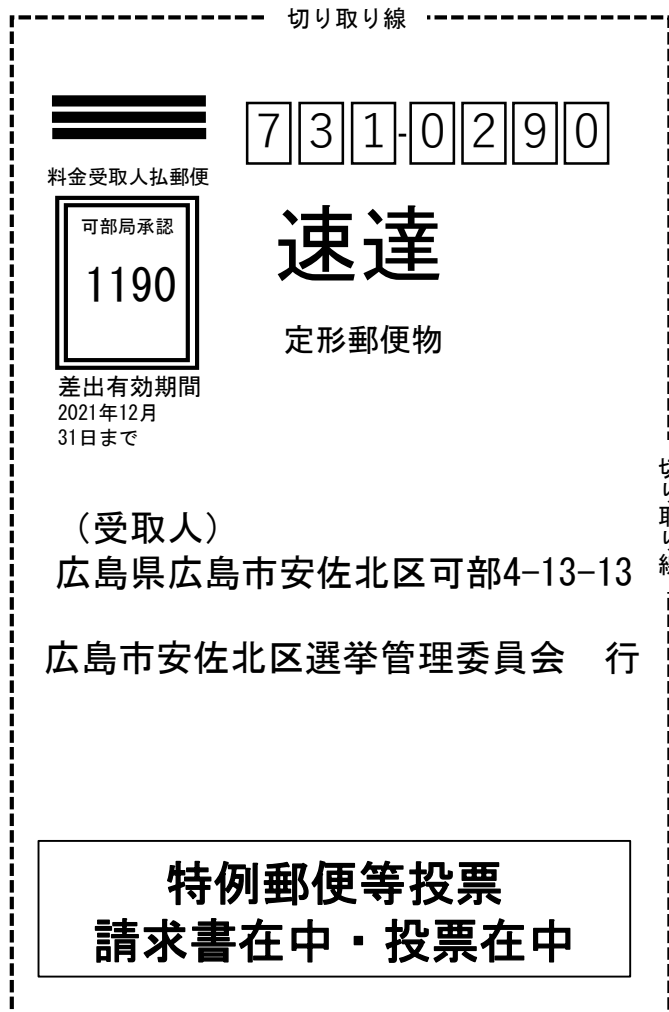 切り取り線
731-0290
料金受取人払郵便
可部局承認
1190
速達
定形郵便物
差出有効期間
2021年12月
31日まで
切り取り線
（受取人）
広島県広島市安佐北区可部4−13−13
広島市安佐北区選挙管理委員会　行
特例郵便等投票
請求書在中・投票在中